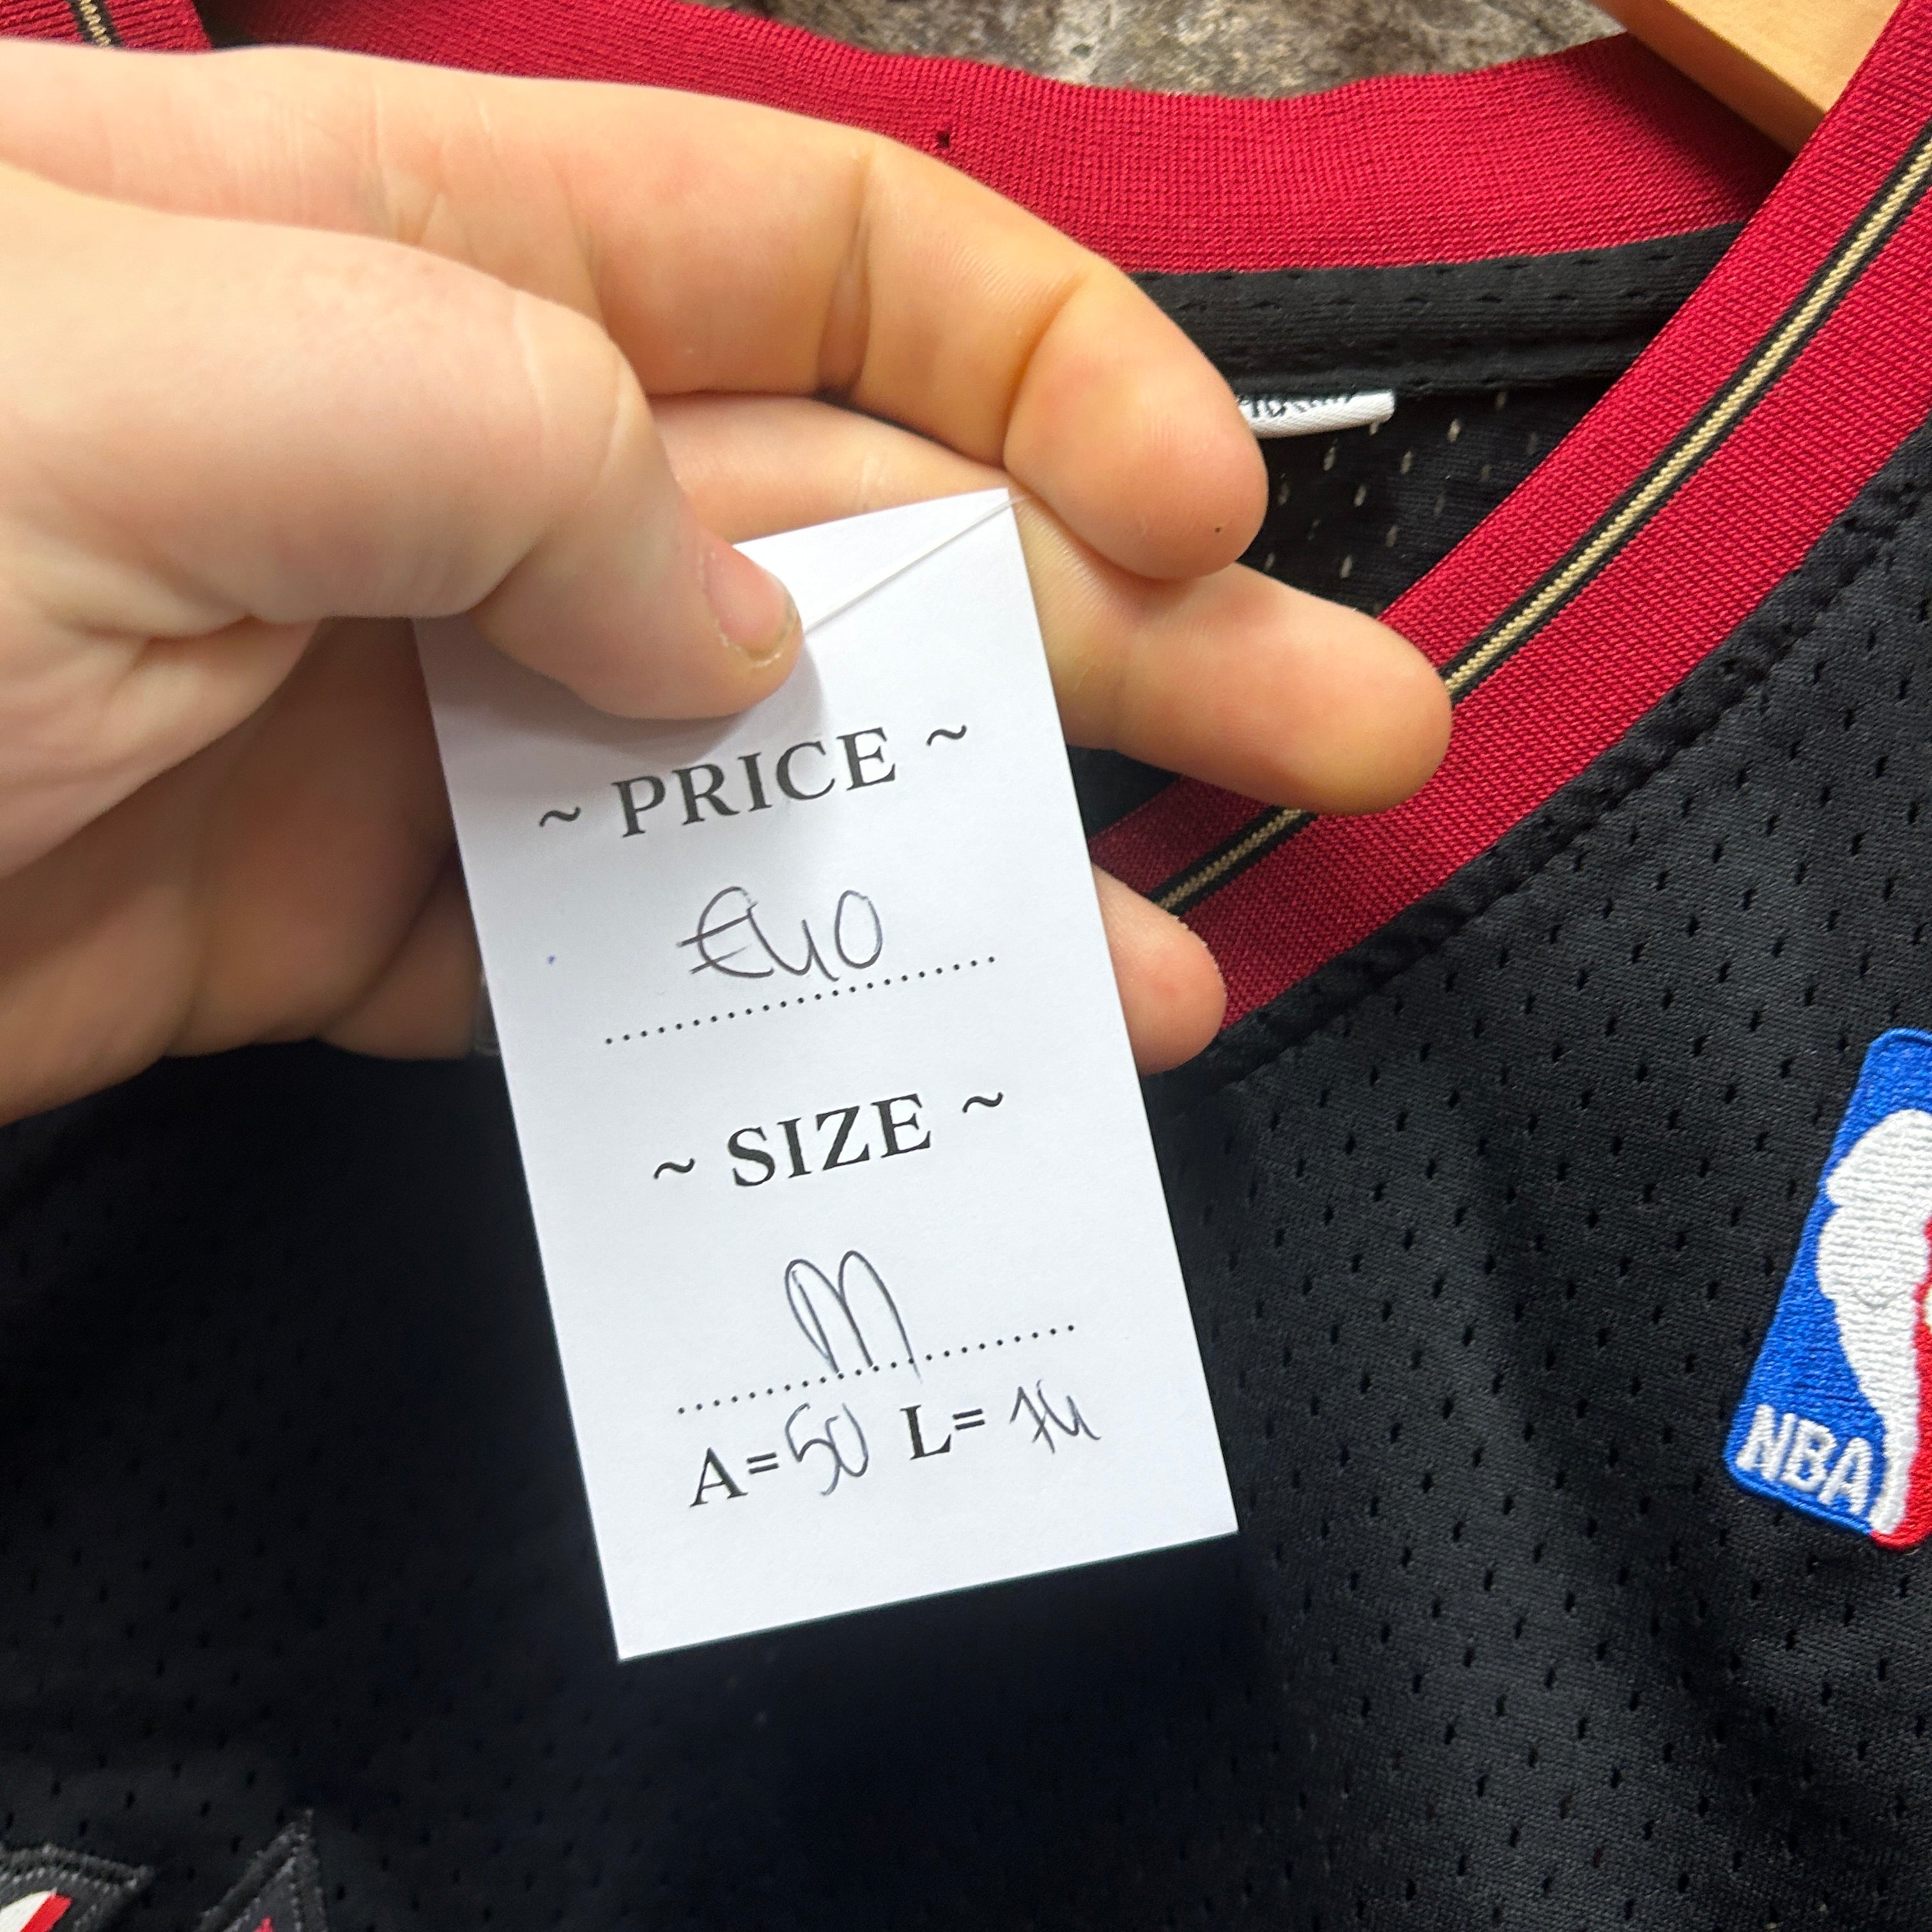 ~ PRICE ~
€40
~ SIZE ~
M
A=50 L= 74
NBA